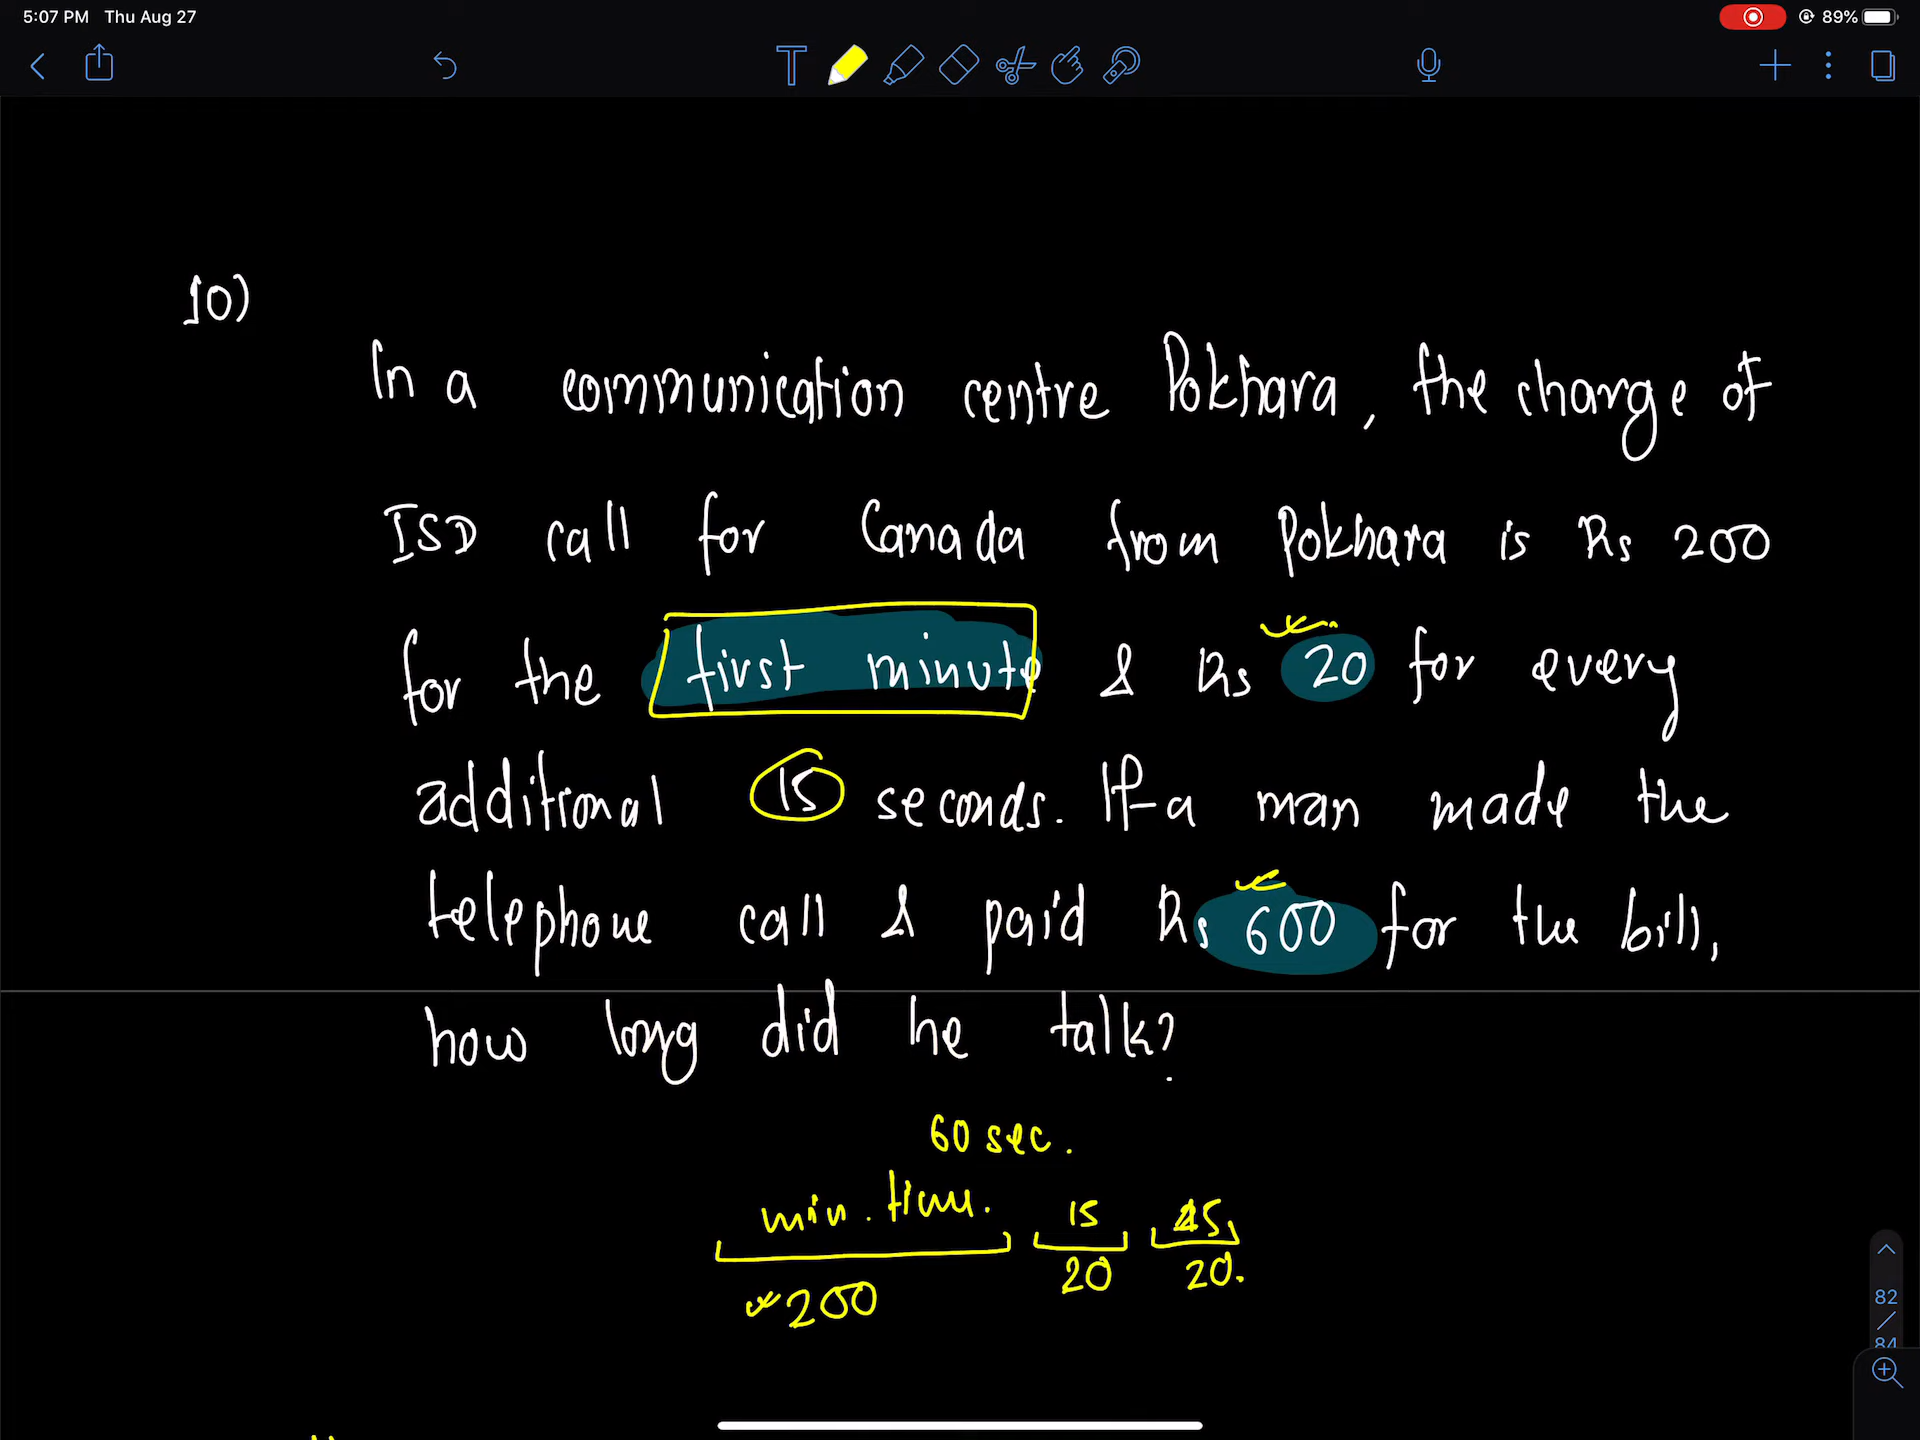 5:07 PM Thu Aug 27
89%
10)
In a communication centre Pokhara, the charge of
ISD call for Canada from Pokhara is Rs 200
for the first minute & Rs 20 for every
additional 15 seconds. If a man made the
telephone call & paid Rs 600 for the bill,
how long did he talk?
60 sec.
min. time. 15 15
200 20 20.
82
/
84